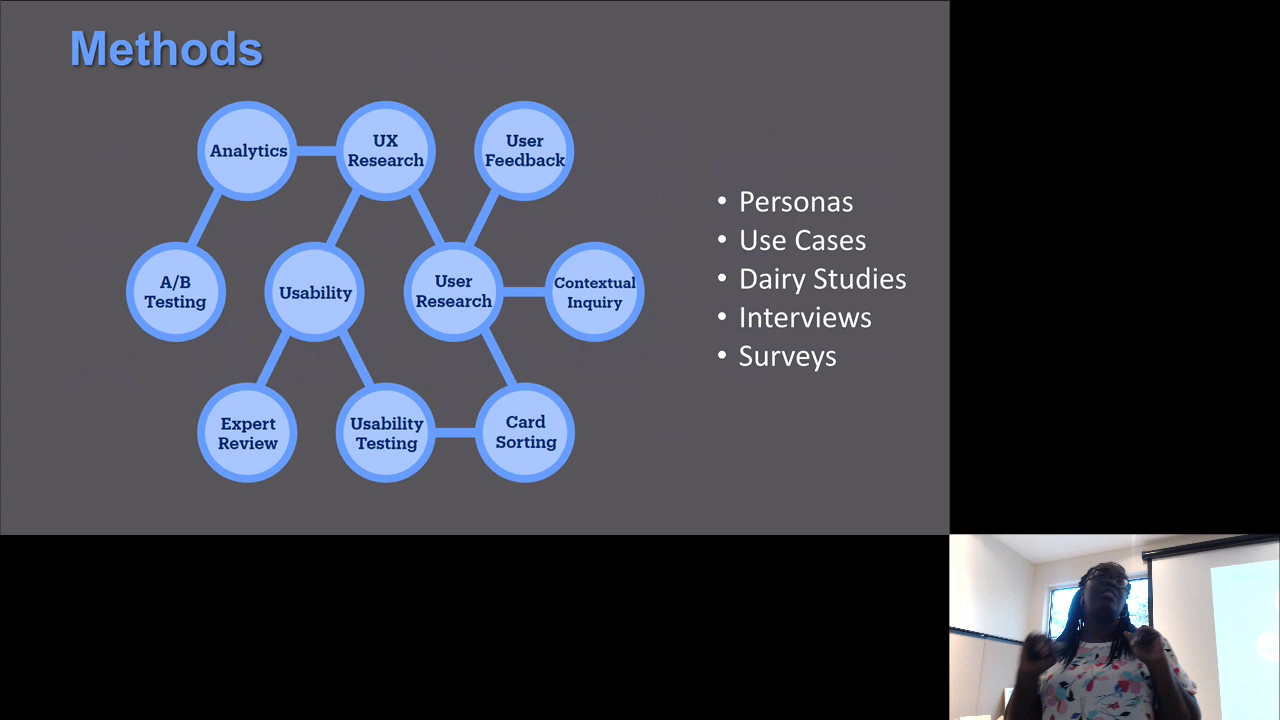 Methods
Analytics
UX
Research
User
Feedback
A/B
Testing
Usability
User
Research
Contextual
Inquiry
Expert
Review
Usability
Testing
Card
Sorting
• Personas
• Use Cases
• Dairy Studies
• Interviews
• Surveys